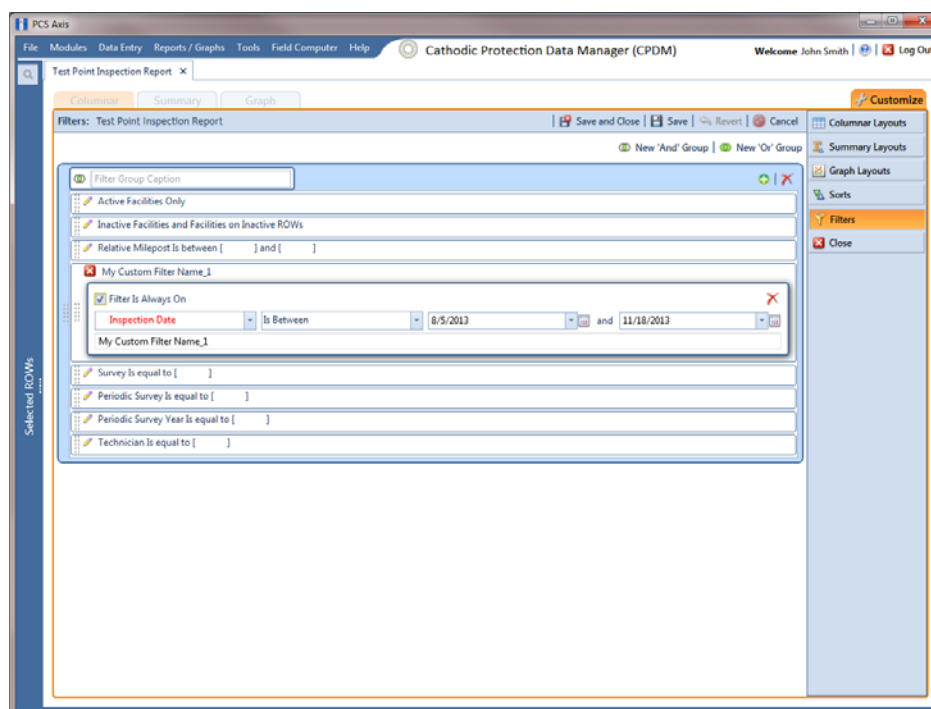 PCS Axis
File Modules Data Entry Reports / Graphs Tools Field Computer Help Cathodic Protection Data Manager (CPDM) Welcome John Smith | | Log Out
Test Point Inspection Report X
Columnar Summary Graph Customize
Filters: Test Point Inspection Report | Save and Close | Save | Revert | Cancel
New 'And' Group | New 'Or' Group
Filter Group Caption
Active Facilities Only
Inactive Facilities and Facilities on Inactive ROWs
Relative Milepost Is between [ ] and [ ]
My Custom Filter Name_1
Filter Is Always On
Inspection Date Is Between 8/5/2013 and 11/18/2013
My Custom Filter Name_1
Survey Is equal to [ ]
Periodic Survey Is equal to [ ]
Periodic Survey Year Is equal to [ ]
Technician Is equal to [ ]
Columnar Layouts
Summary Layouts
Graph Layouts
Sorts
Filters
Close
Selected ROWs